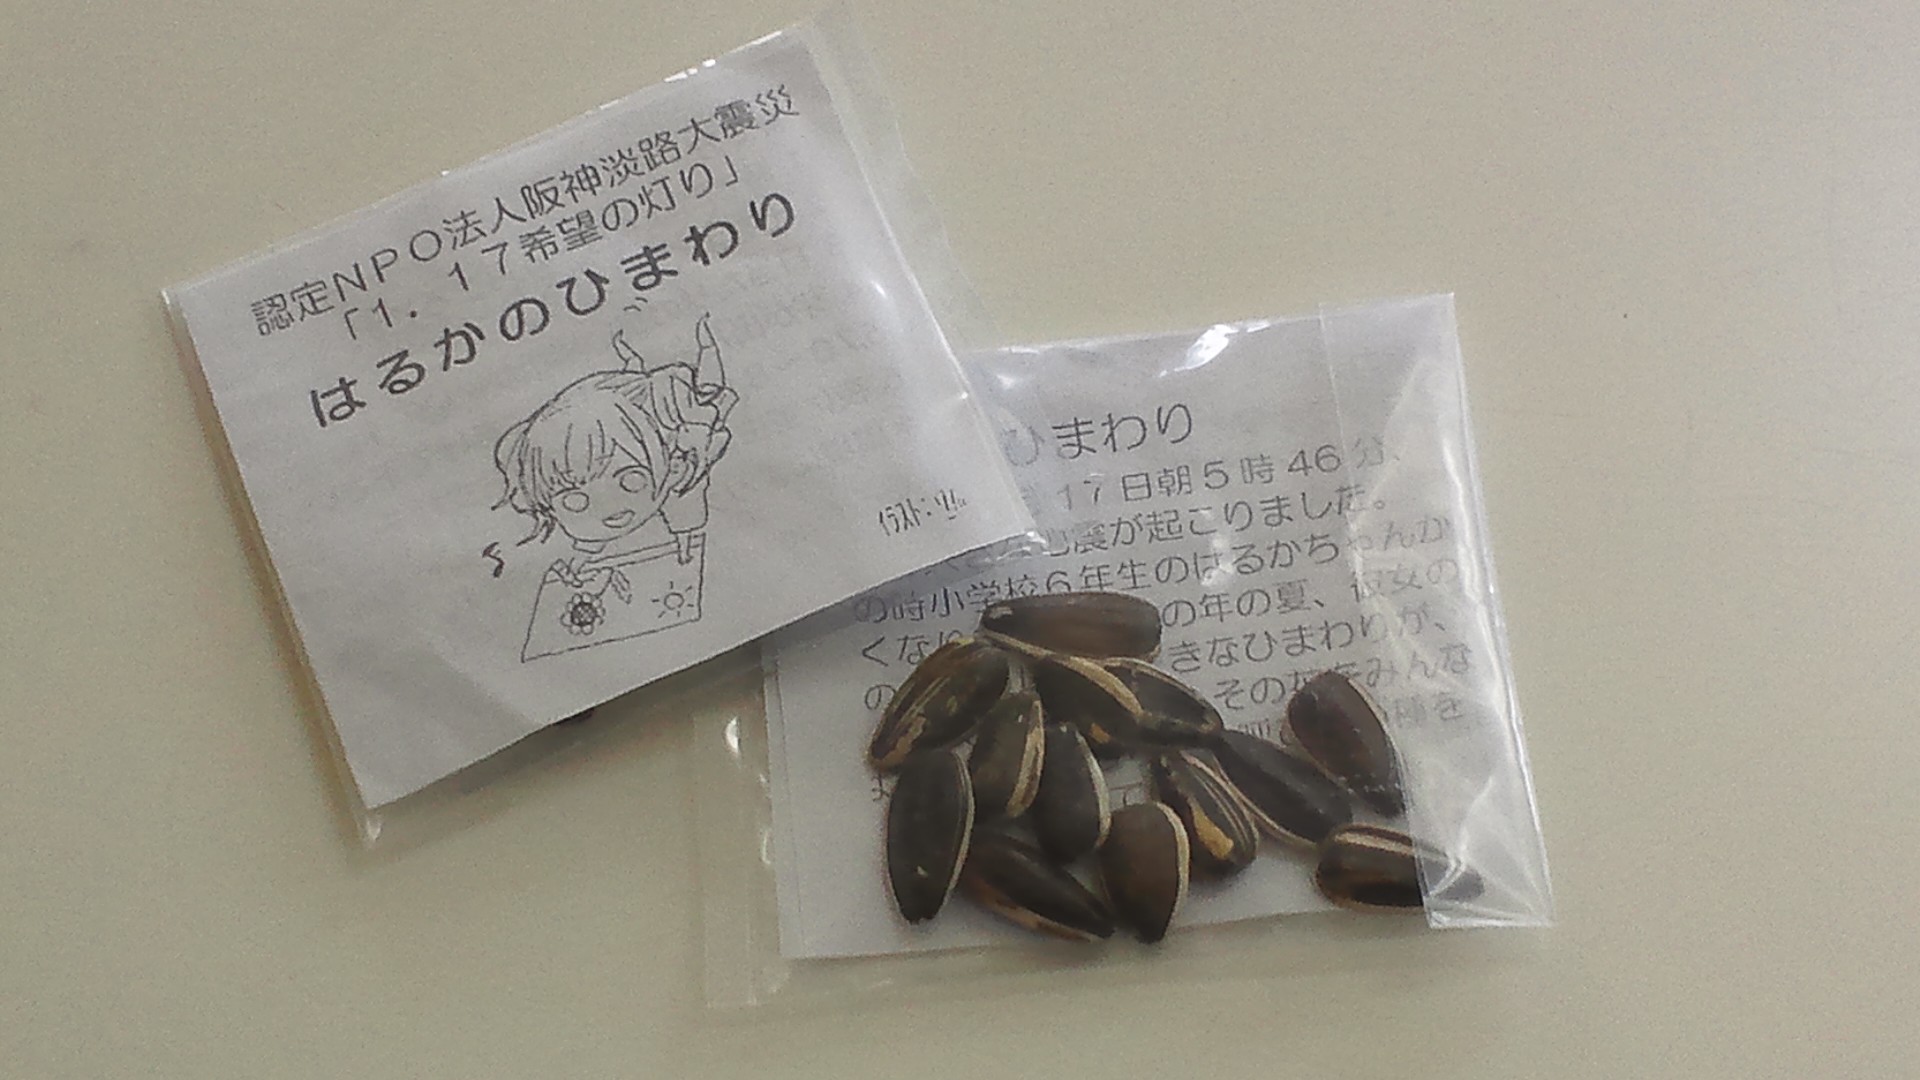 認定NPO法人阪神淡路大震災
「1.17希望の灯り」
はるかのひまわり
イラスト：
ひまわり
17日朝5時46分、
地震が起こりました。
の時小学校6年生のはるかちゃんが
くなり の年の夏、彼女の
の きなひまわりが、
その花をみんな